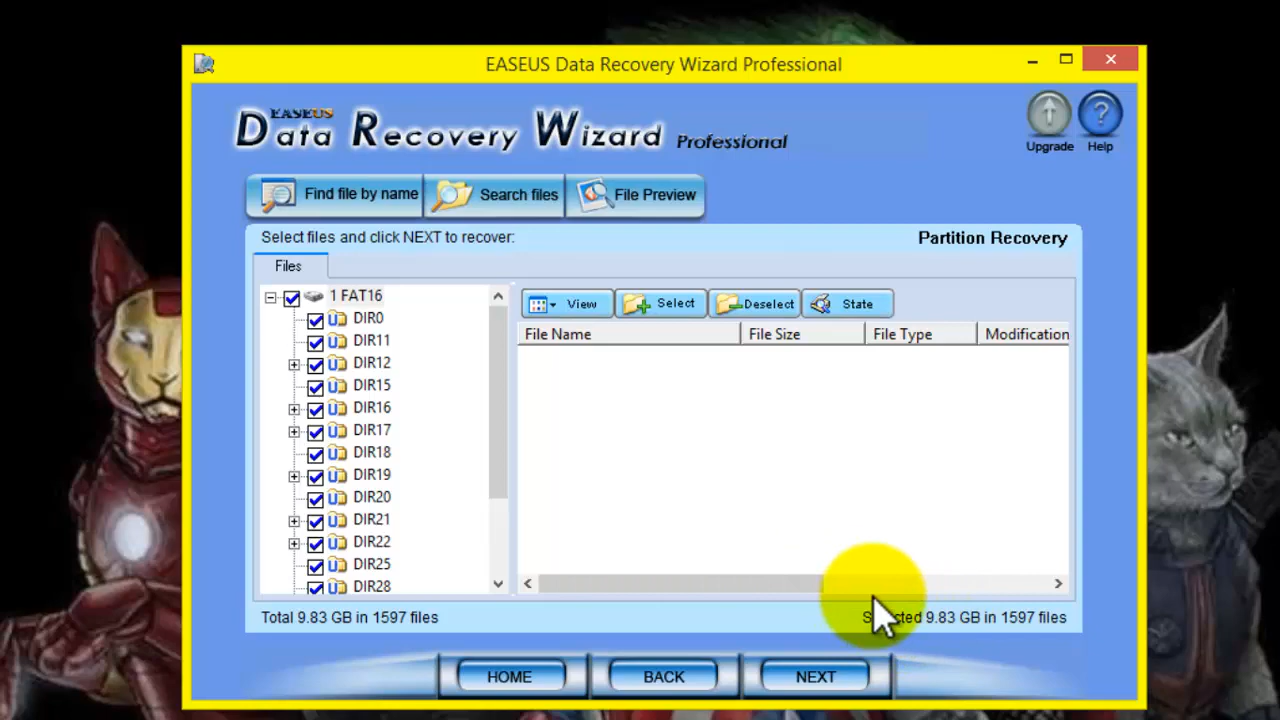 EASEUS Data Recovery Wizard Professional
EASEUS
Data Recovery Wizard Professional
Upgrade
Help
Find file by name
Search files
File Preview
Select files and click NEXT to recover:
Partition Recovery
Files
1 FAT16
DIR0
DIR11
DIR12
DIR15
DIR16
DIR17
DIR18
DIR19
DIR20
DIR21
DIR22
DIR25
DIR28
View
Select
Deselect
State
File Name
File Size
File Type
Modification
Total 9.83 GB in 1597 files
Selected 9.83 GB in 1597 files
HOME
BACK
NEXT